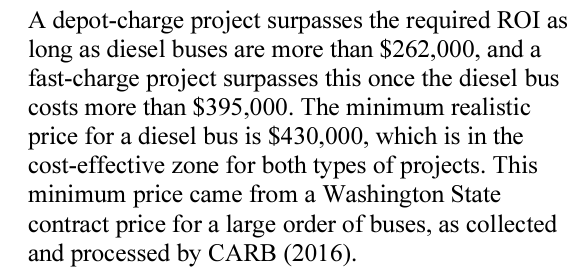 A depot-charge project surpasses the required ROI as
long as diesel buses are more than $262,000, and a
fast-charge project surpasses this once the diesel bus
costs more than $395,000. The minimum realistic
price for a diesel bus is $430,000, which is in the
cost-effective zone for both types of projects. This
minimum price came from a Washington State
contract price for a large order of buses, as collected
and processed by CARB (2016).